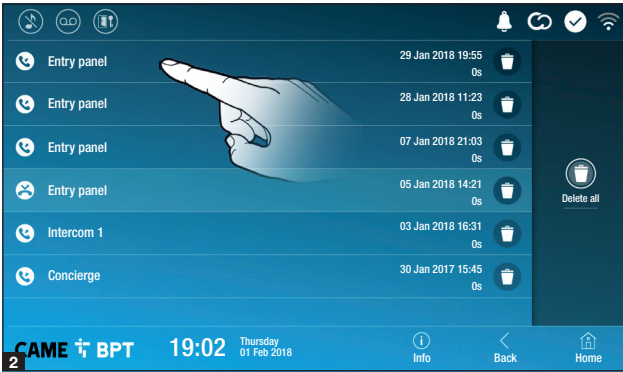 Entry panel 29 Jan 2018 19:55
0s
Entry panel 28 Jan 2018 11:23
0s
Entry panel 07 Jan 2018 21:03
0s
Entry panel 05 Jan 2018 14:21
0s
Delete all
Intercom 1 03 Jan 2018 16:31
0s
Concierge 30 Jan 2017 15:45
0s
2
CAME BPT 19:02 Thursday
01 Feb 2018
Info Back Home